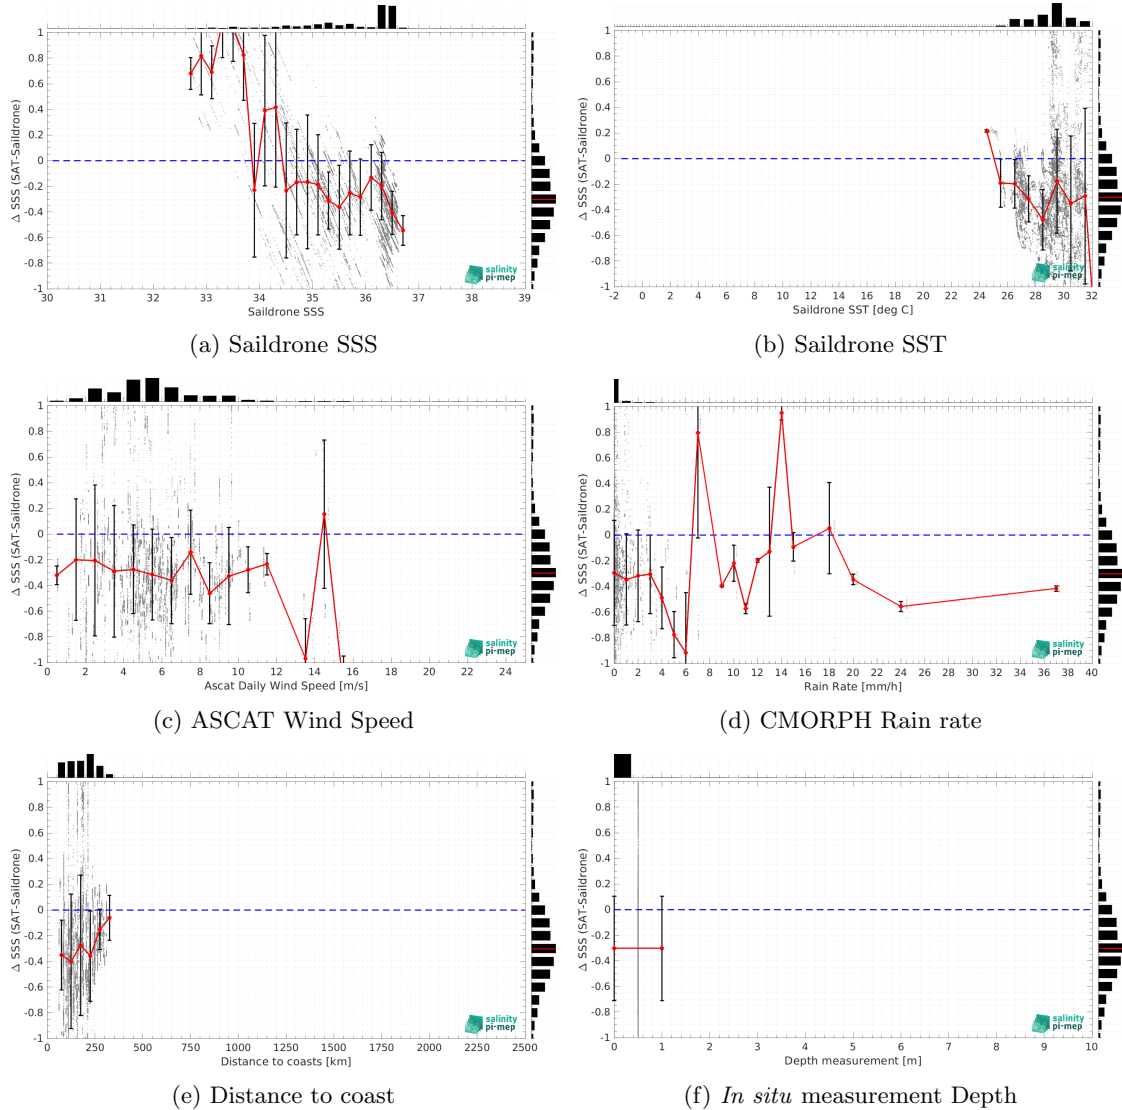 1
0.8
0.6
0.4
0.2
0
-0.2
-0.4
-0.6
-0.8
-1
Δ SSS (SAT-Saildrone)
30 31 32 33 34 35 36 37 38 39
Saildrone SSS
salinity
pi-mep
(a) Saildrone SSS
1
0.8
0.6
0.4
0.2
0
-0.2
-0.4
-0.6
-0.8
-1
Δ SSS (SAT-Saildrone)
-2 0 2 4 6 8 10 12 14 16 18 20 22 24 26 28 30 32
Saildrone SST [deg C]
salinity
pi-mep
(b) Saildrone SST
1
0.8
0.6
0.4
0.2
0
-0.2
-0.4
-0.6
-0.8
-1
Δ SSS (SAT-Saildrone)
0 2 4 6 8 10 12 14 16 18 20 22 24
Ascat Daily Wind Speed [m/s]
salinity
pi-mep
(c) ASCAT Wind Speed
1
0.8
0.6
0.4
0.2
0
-0.2
-0.4
-0.6
-0.8
-1
Δ SSS (SAT-Saildrone)
0 2 4 6 8 10 12 14 16 18 20 22 24 26 28 30 32 34 36 38 40
Rain Rate [mm/h]
salinity
pi-mep
(d) CMORPH Rain rate
1
0.8
0.6
0.4
0.2
0
-0.2
-0.4
-0.6
-0.8
-1
Δ SSS (SAT-Saildrone)
0 250 500 750 1000 1250 1500 1750 2000 2250 2500
Distance to coasts [km]
salinity
pi-mep
(e) Distance to coast
1
0.8
0.6
0.4
0.2
0
-0.2
-0.4
-0.6
-0.8
-1
Δ SSS (SAT-Saildrone)
0 1 2 3 4 5 6 7 8 9 10
Depth measurement [m]
salinity
pi-mep
(f) In situ measurement Depth